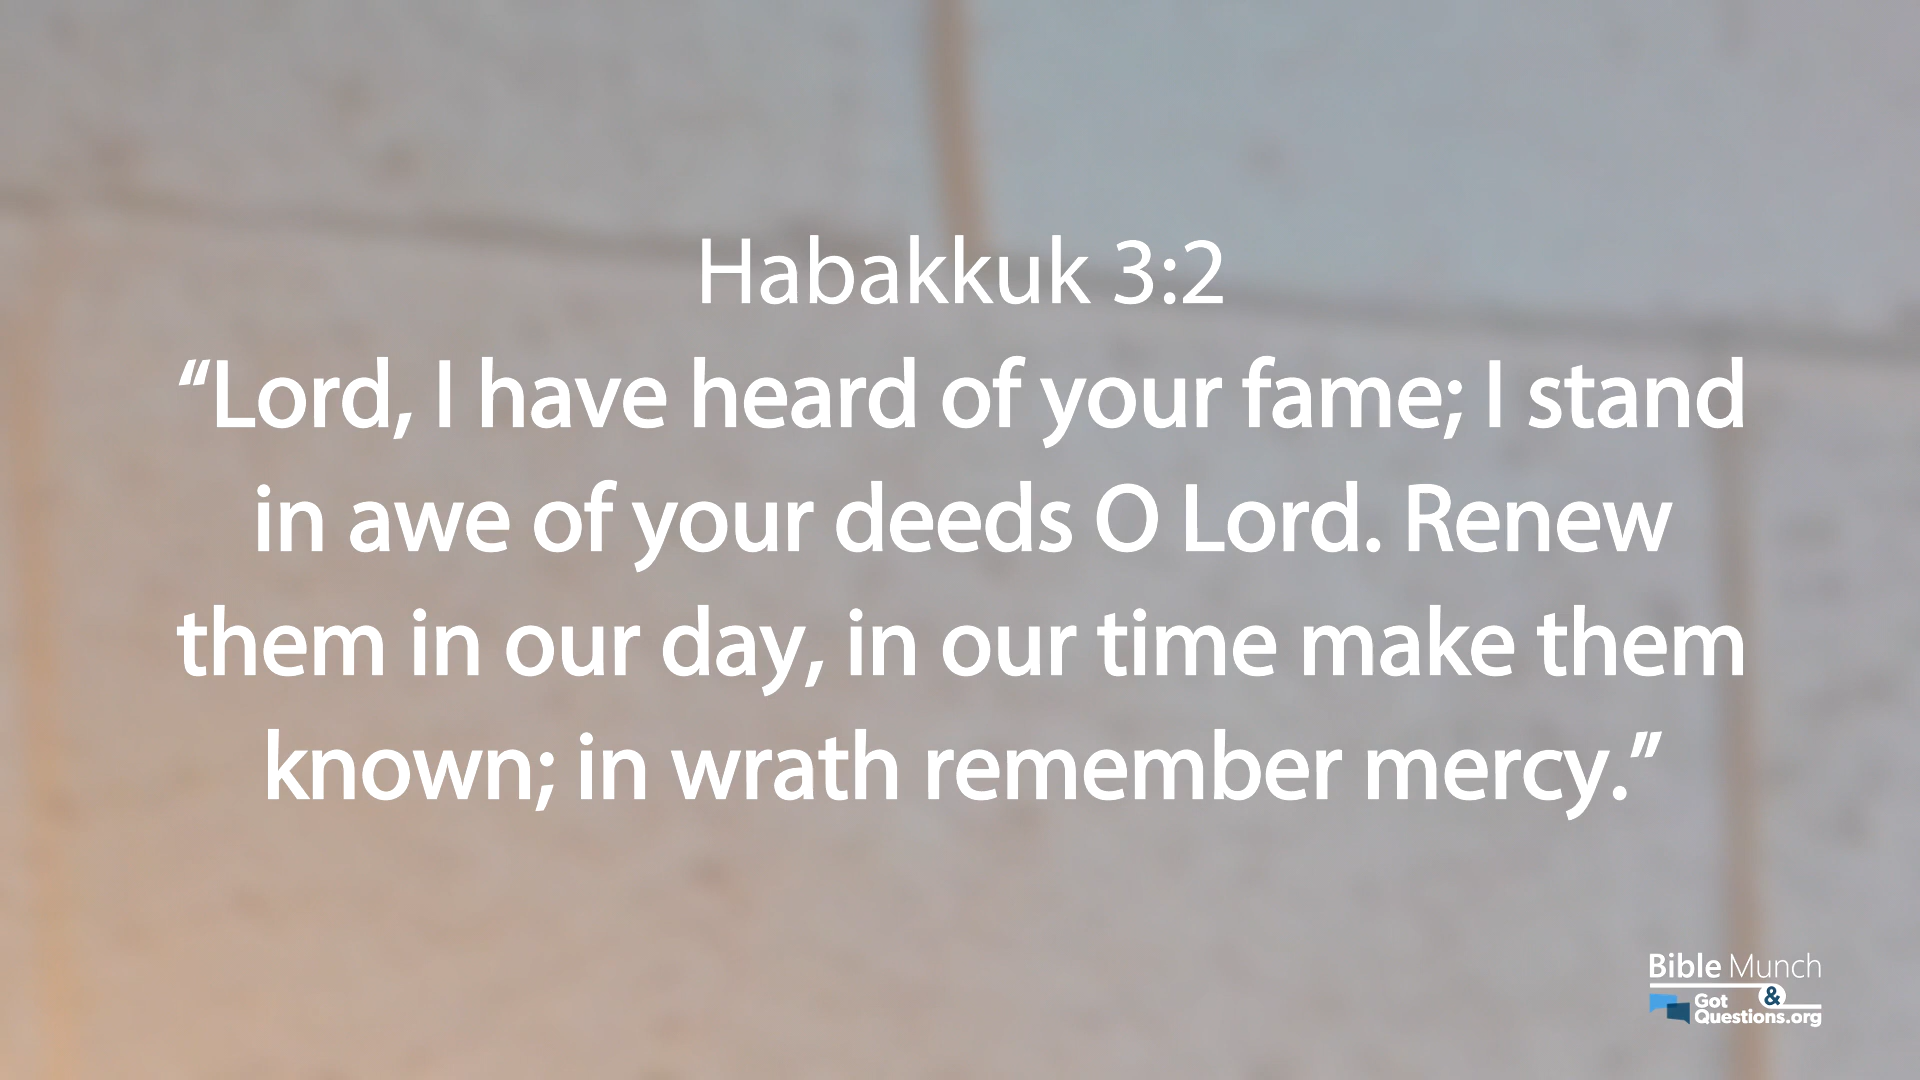 Habakkuk 3:2
“Lord, I have heard of your fame; I stand
in awe of your deeds O Lord. Renew
them in our day, in our time make them
known; in wrath remember mercy.”
Bible Munch
&
Got
Questions.org